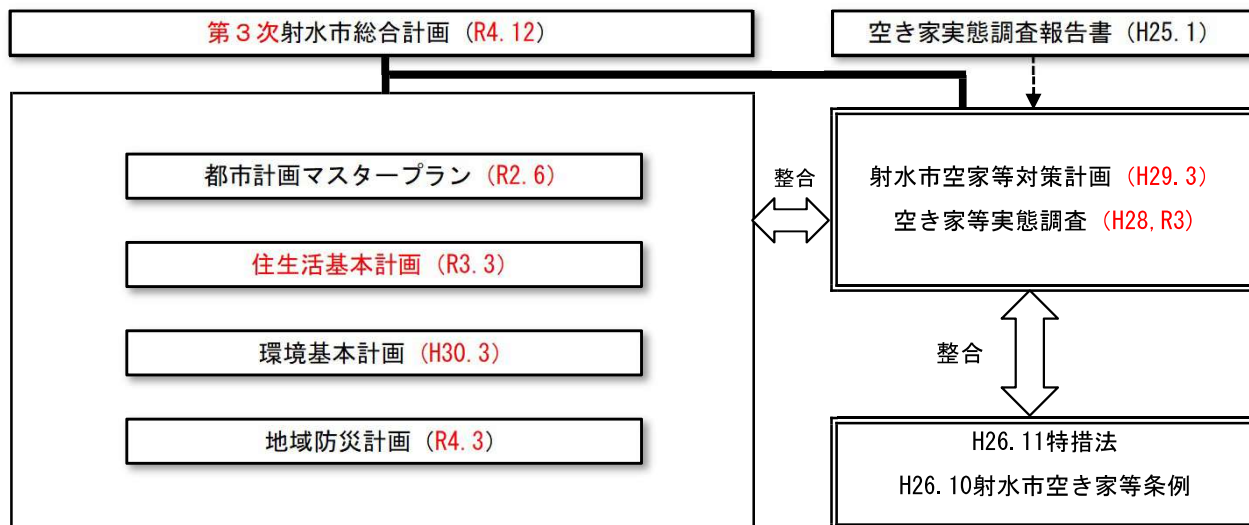 第３次射水市総合計画（R4.12）
空き家実態調査報告書（H25.1）
都市計画マスタープラン（R2.6）
住生活基本計画（R3.3）
環境基本計画（H30.3）
地域防災計画（R4.3）
整合
射水市空家等対策計画（H29.3）
空き家等実態調査（H28,R3）
整合
H26.11特措法
H26.10射水市空き家等条例